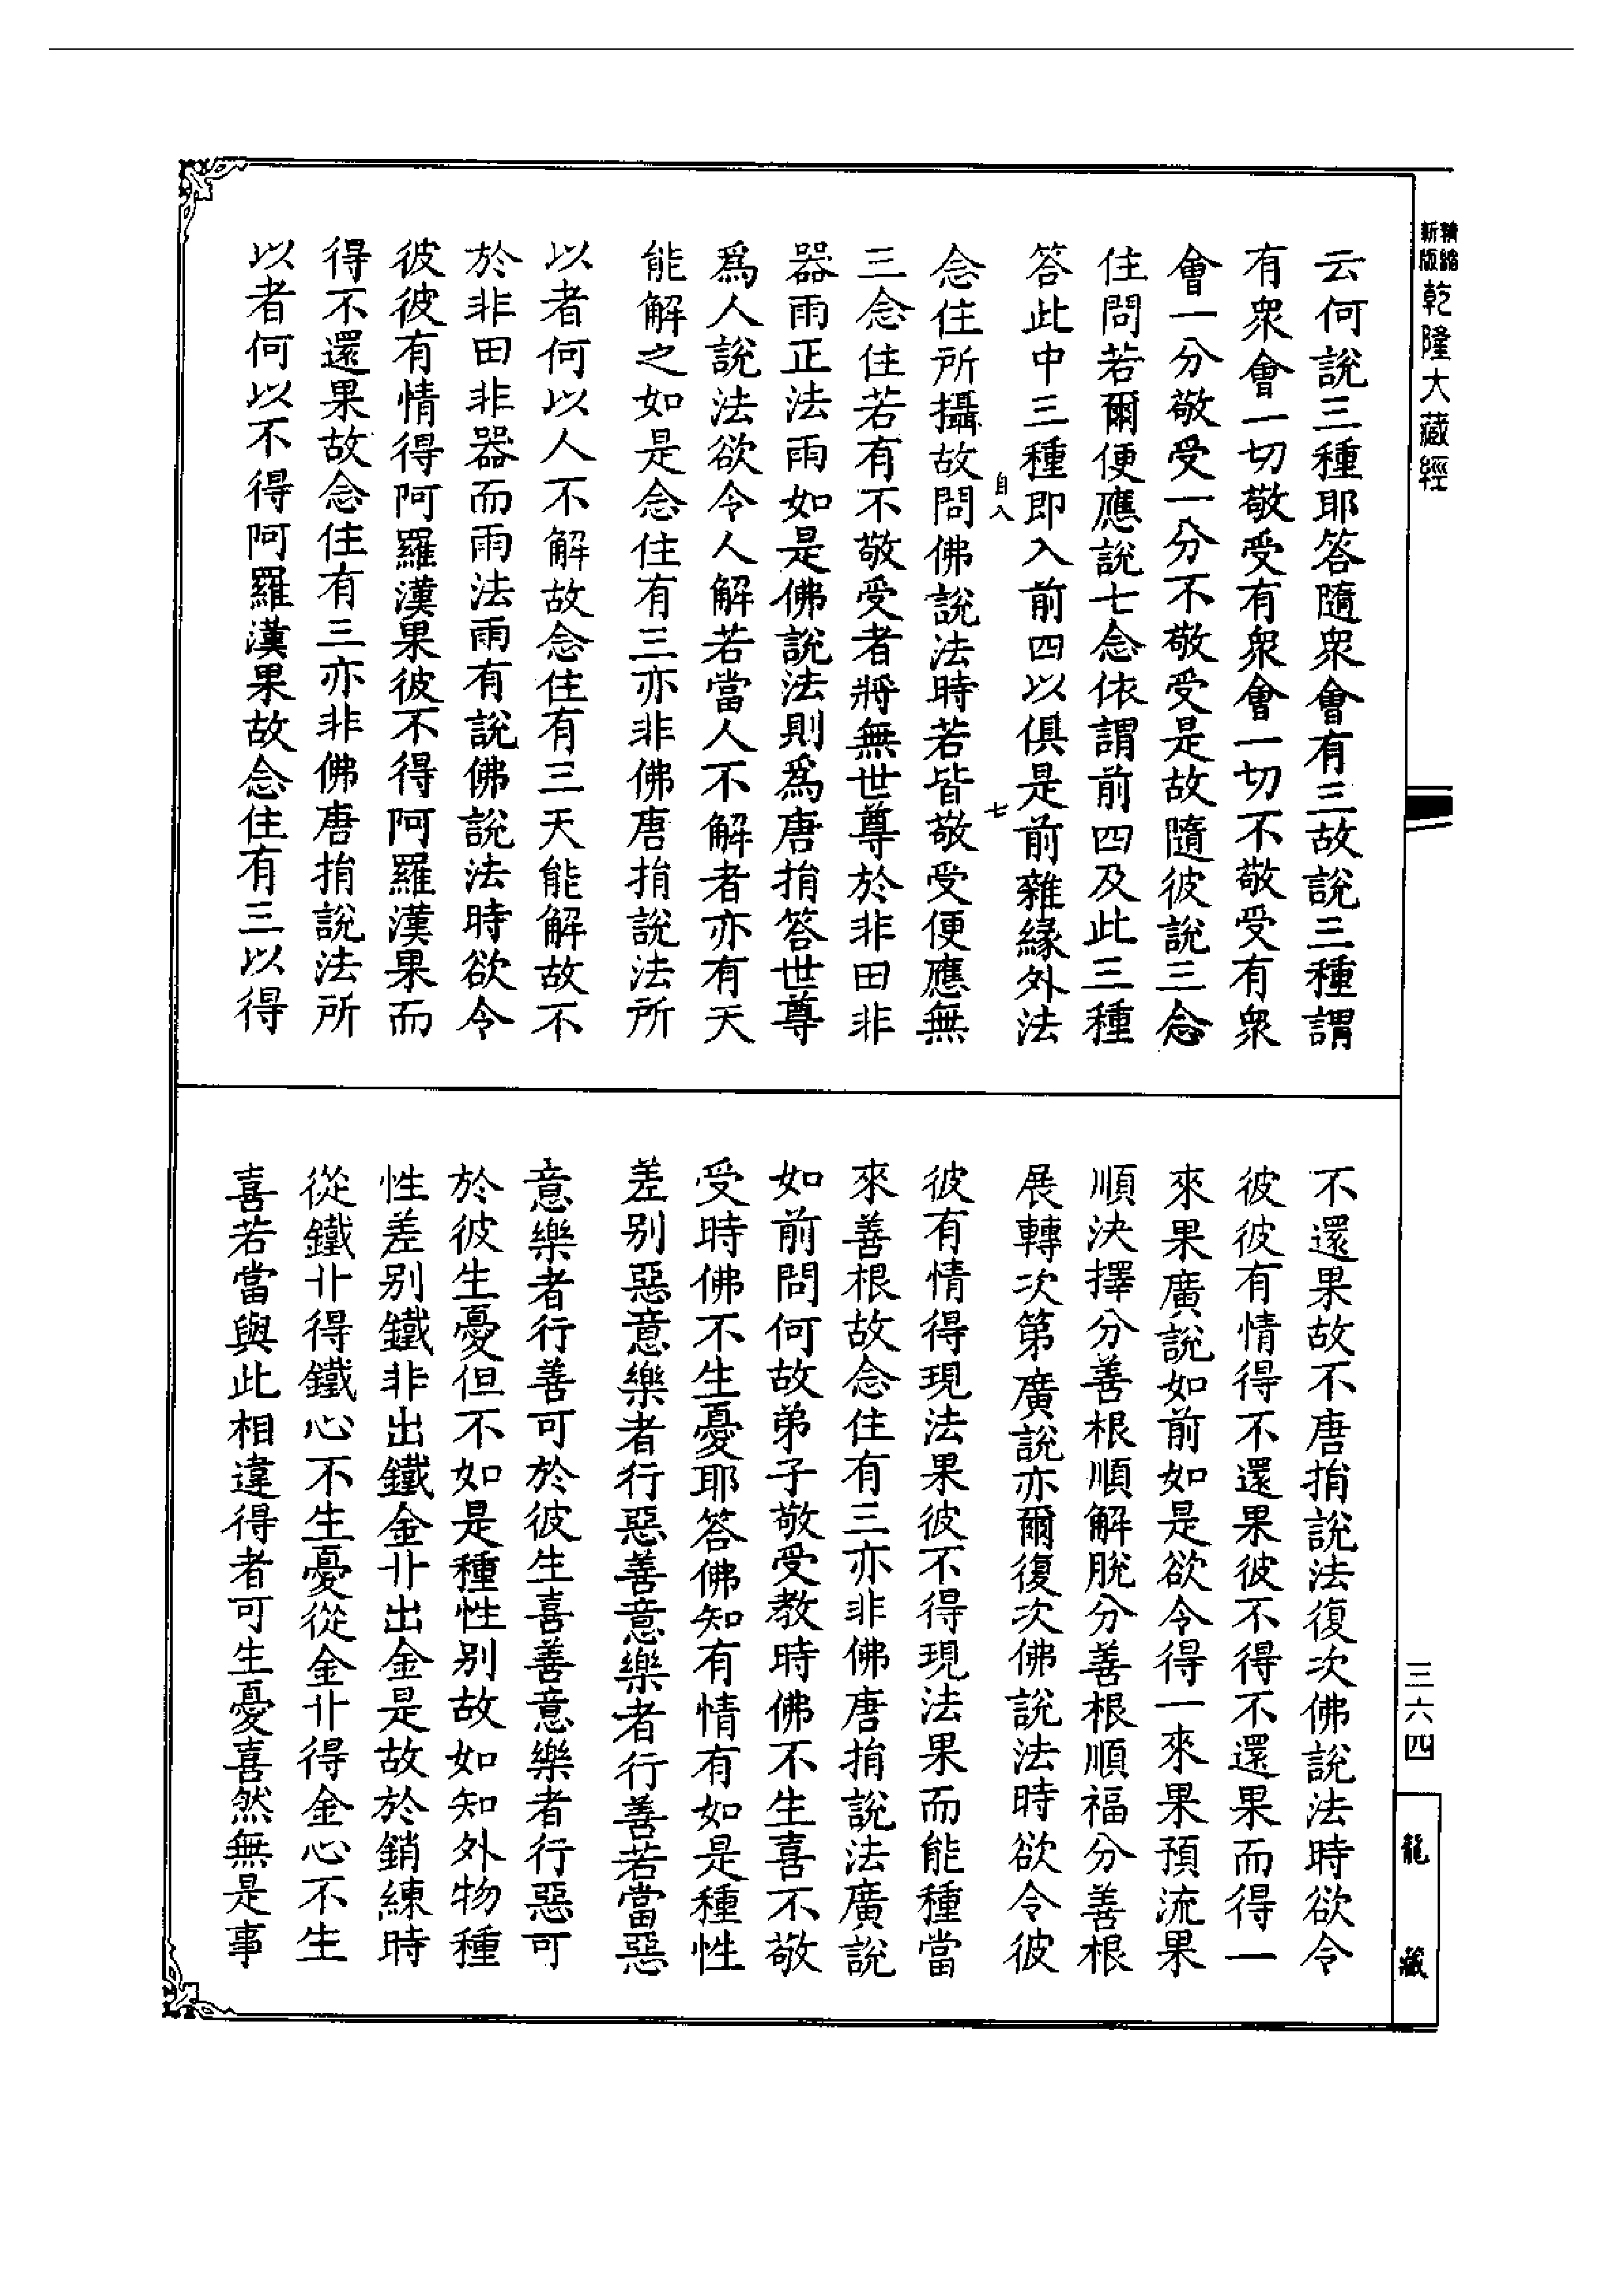 精縮
新版
乾隆大藏經
云何說三種耶答隨衆會有三故說三種謂
有衆會一切敬受有衆會一切不敬受有衆
會一分敬受一分不敬受是故隨彼說三念
住問若爾便應說七念依謂前四及此三種
答此中三種即入前四以俱是前雜緣外法
自入
七
念住所攝故問佛說法時若皆敬受便應無
三念住若有不敬受者將無世尊於非田非
器雨正法雨如是佛說法則爲唐捐答世尊
爲人說法欲令人解若當人不解者亦有天
能解之如是念住有三亦非佛唐捐說法所
以者何以人不解故念住有三天能解故不
於非田非器而雨法雨有說佛說法時欲令
彼彼有情得阿羅漢果彼不得阿羅漢果而
得不還果故念住有三亦非佛唐捐說法所
以者何以不得阿羅漢果故念住有三以得
不還果故不唐捐說法復次佛說法時欲令
彼彼有情得不還果彼不得不還果而得一
來果廣說如前如是欲令得一來果預流果
順決擇分善根順解脫分善根順福分善根
展轉次第廣說亦爾復次佛說法時欲令彼
彼有情得現法果彼不得現法果而能種當
來善根故念住有三亦非佛唐捐說法廣說
如前問何故弟子敬受教時佛不生喜不敬
受時佛不生憂耶答佛知有情有如是種性
差別惡意樂者行惡善意樂者行善若當惡
意樂者行善可於彼生喜善意樂者行惡可
於彼生憂但不如是種性別故如知外物種
性差別鐵非出鐵金卝出金是故於銷練時
從鐵卝得鐵心不生憂從金卝得金心不生
喜若當與此相違得者可生憂喜然無是事
三六四
龍藏